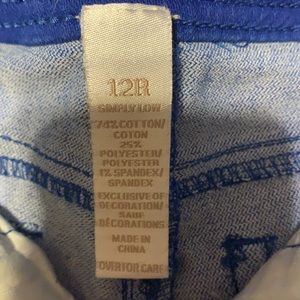 12R
SIMPLY LOW
74% COTTON/
COTON
25%
POLYESTER/
POLYESTER
1% SPANDEX/
SPANDEX
EXCLUSIVE OF
DECORATION/
SAUF
DÉCORATIONS
MADE IN
CHINA
OVER FOR CARE